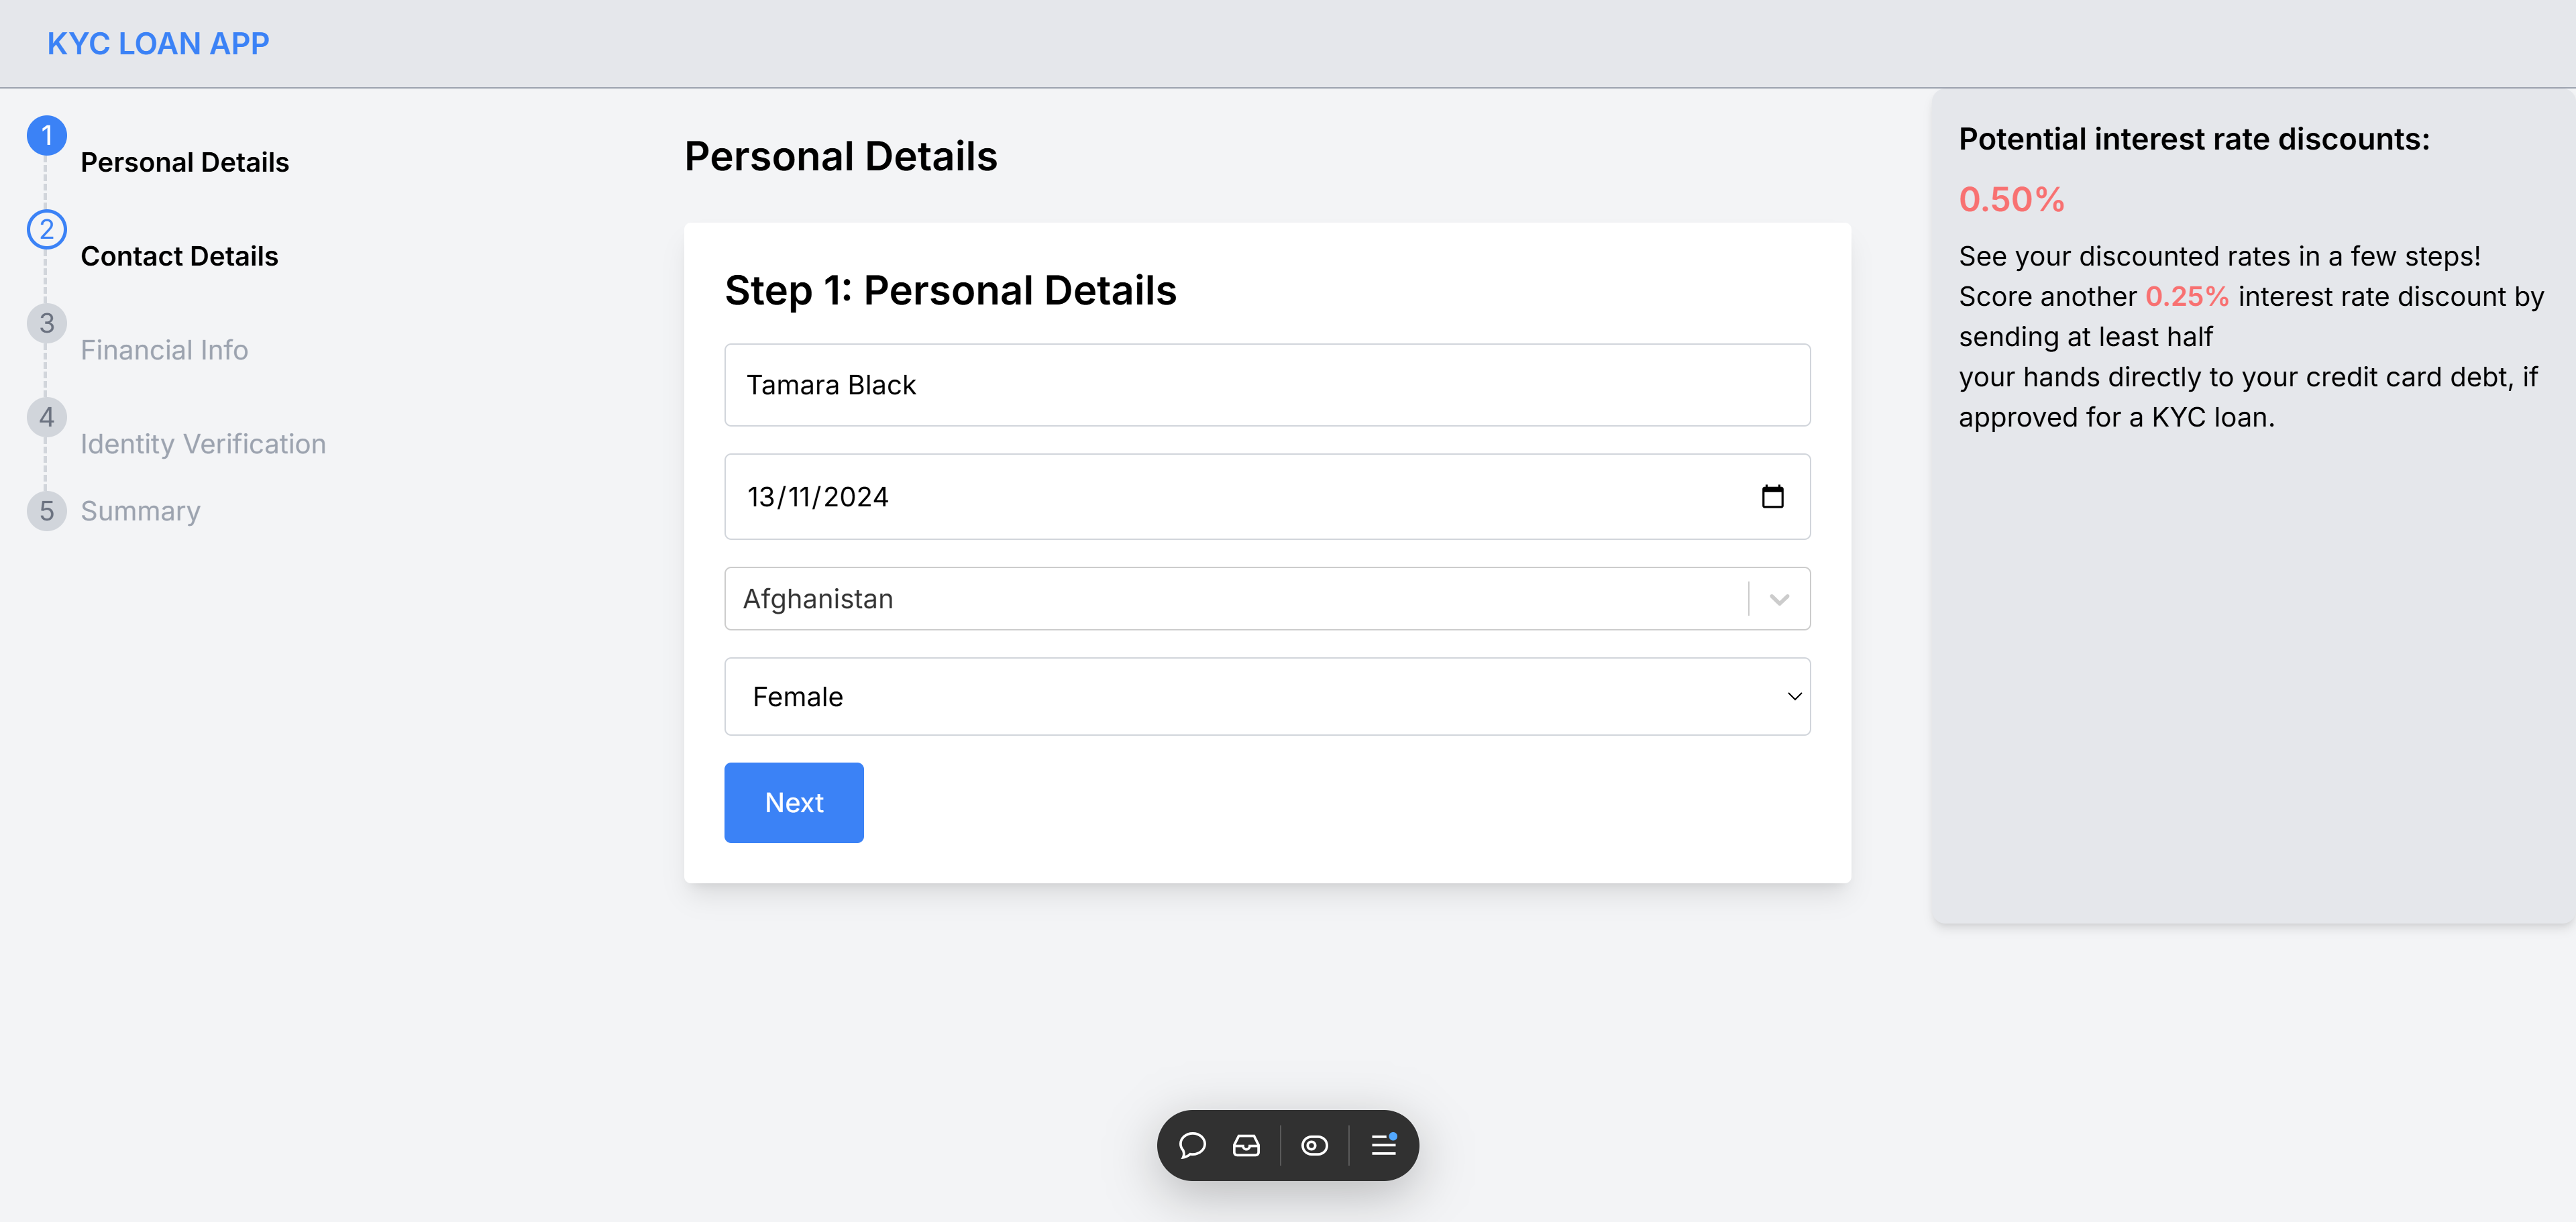 KYC LOAN APP
1
Personal Details
2
Contact Details
3
Financial Info
4
Identity Verification
5
Summary
Personal Details
Step 1: Personal Details
Tamara Black
13/11/2024
Afghanistan
Female
Next
Potential interest rate discounts:
0.50%
See your discounted rates in a few steps!
Score another 0.25% interest rate discount by
sending at least half
your hands directly to your credit card debt, if
approved for a KYC loan.